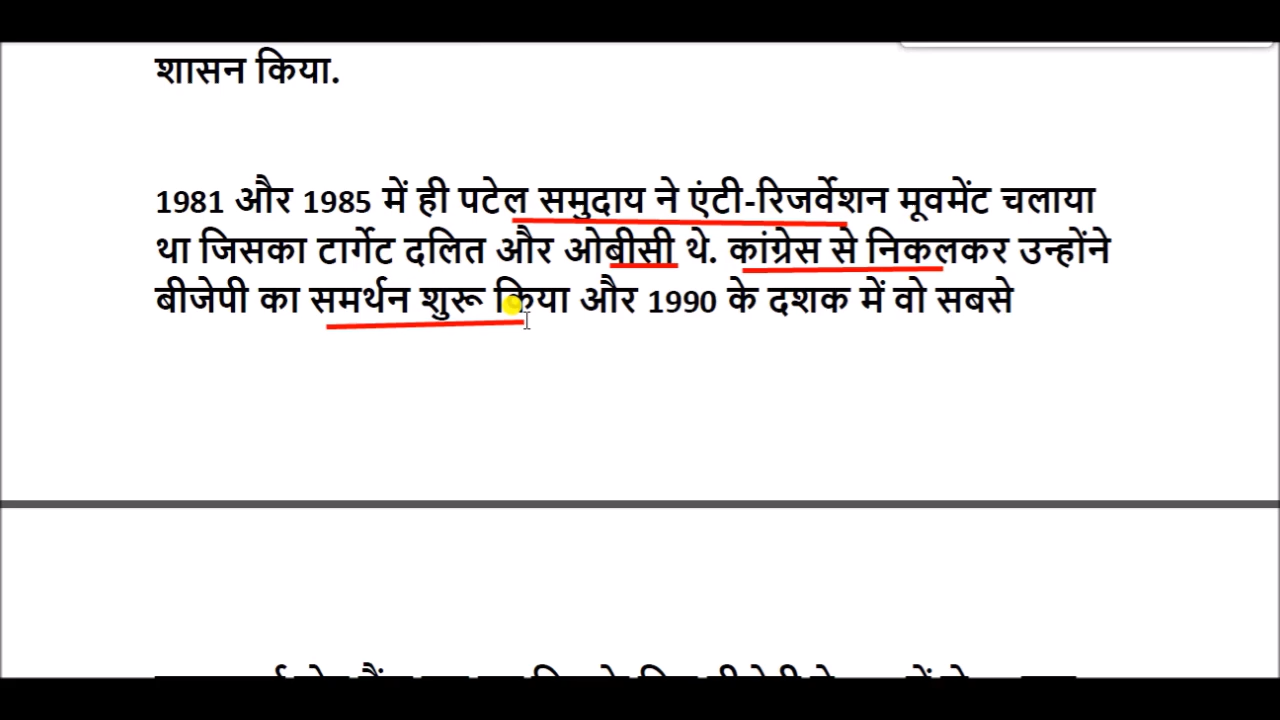 शासन किया.
1981 और 1985 में ही पटेल समुदाय ने एंटी-रिजर्वेशन मूवमेंट चलाया
था जिसका टार्गेट दलित और ओबीसी थे. कांग्रेस से निकलकर उन्होंने
बीजेपी का समर्थन शुरू किया और 1990 के दशक में वो सबसे